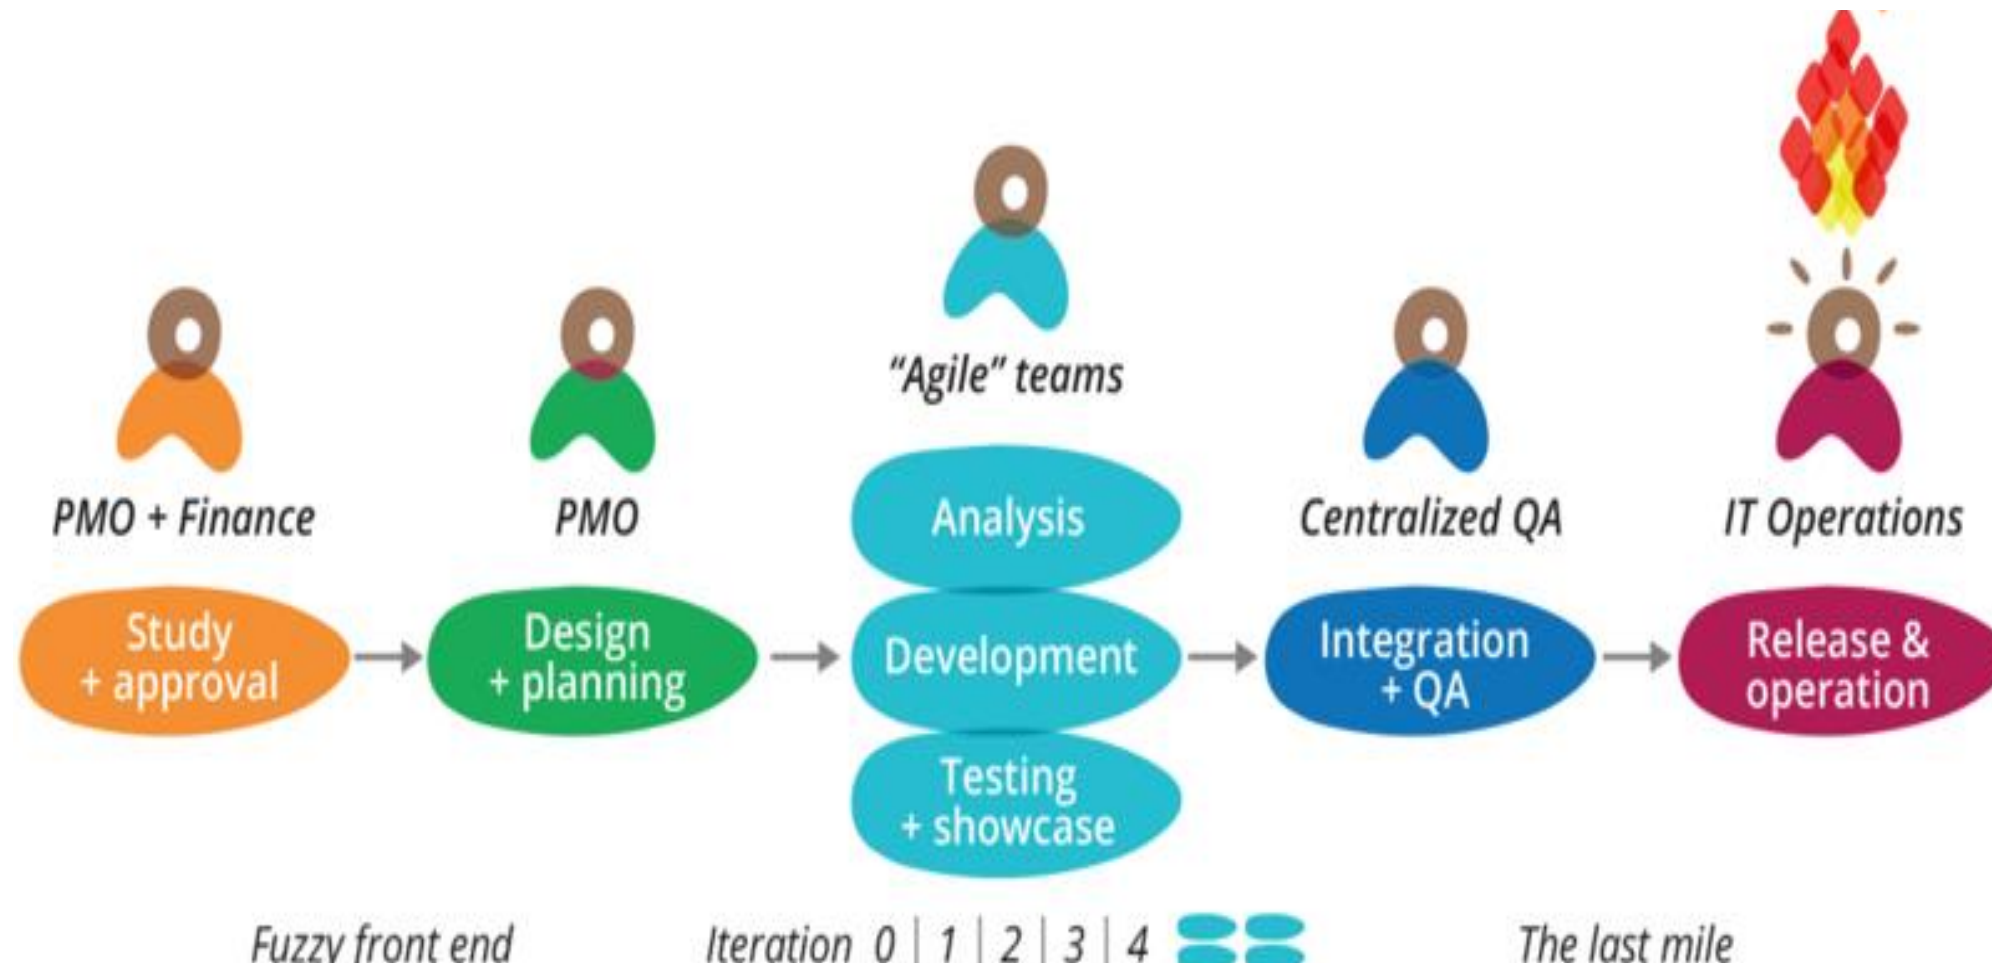 “Agile” teams
PMO + Finance
PMO
Centralized QA
IT Operations
Study
+ approval
Design
+ planning
Analysis
Development
Testing
+ showcase
Integration
+ QA
Release &
operation
Fuzzy front end
Iteration 0 | 1 | 2 | 3 | 4
The last mile